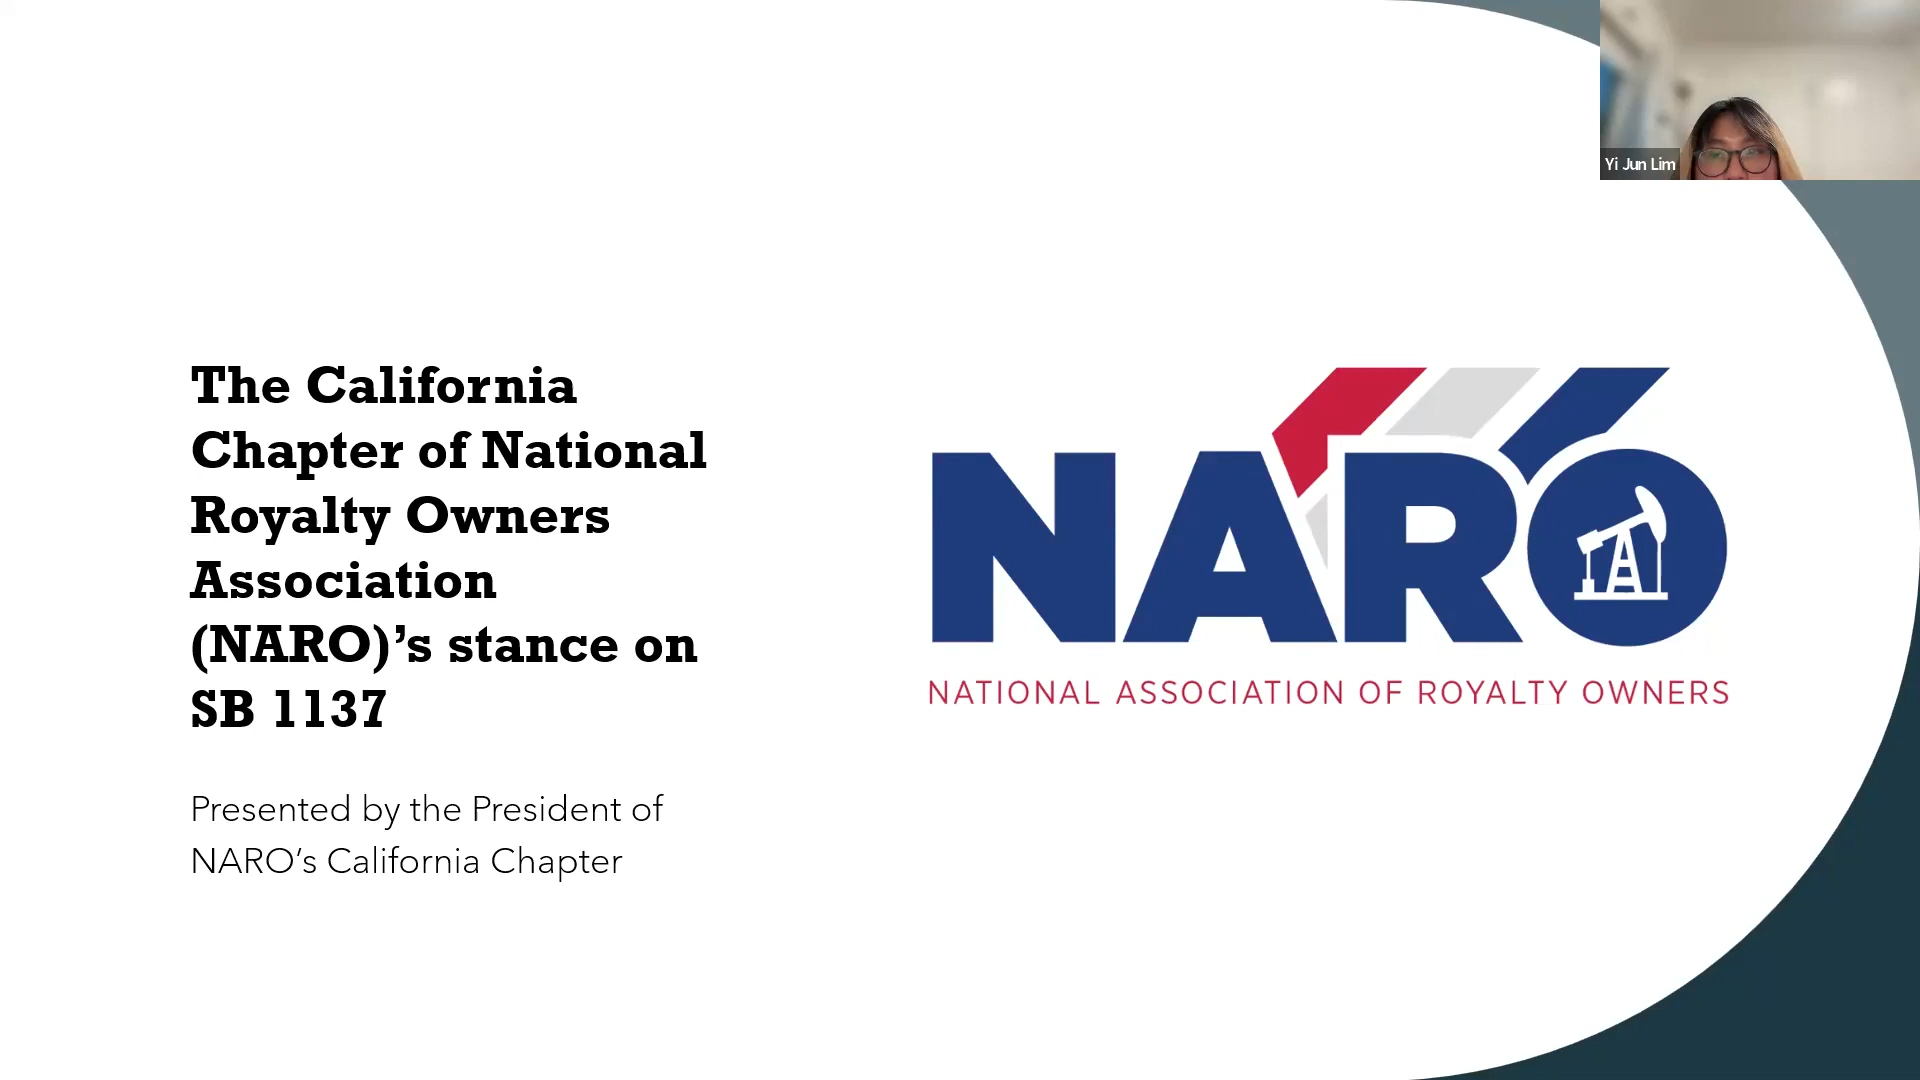 The California
Chapter of National
Royalty Owners
Association
(NARO)’s stance on
SB 1137
Presented by the President of
NARO’s California Chapter
NARO
NATIONAL ASSOCIATION OF ROYALTY OWNERS
Yi Jun Lim